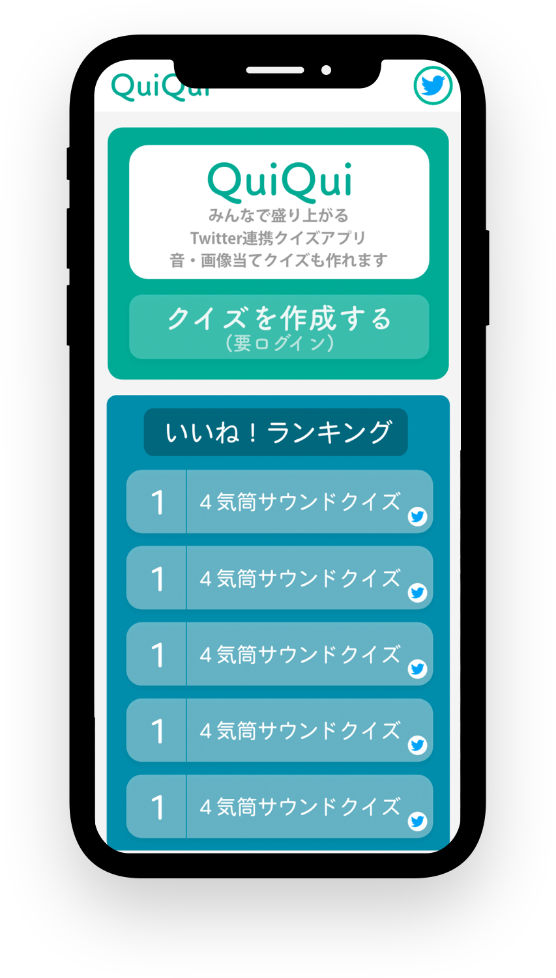 QuiQui
QuiQui
みんなで盛り上がる
Twitter連携クイズアプリ
音・画像当てクイズも作れます
クイズを作成する
（要ログイン）
いいね！ランキング
1 ４気筒サウンドクイズ
1 ４気筒サウンドクイズ
1 ４気筒サウンドクイズ
1 ４気筒サウンドクイズ
1 ４気筒サウンドクイズ